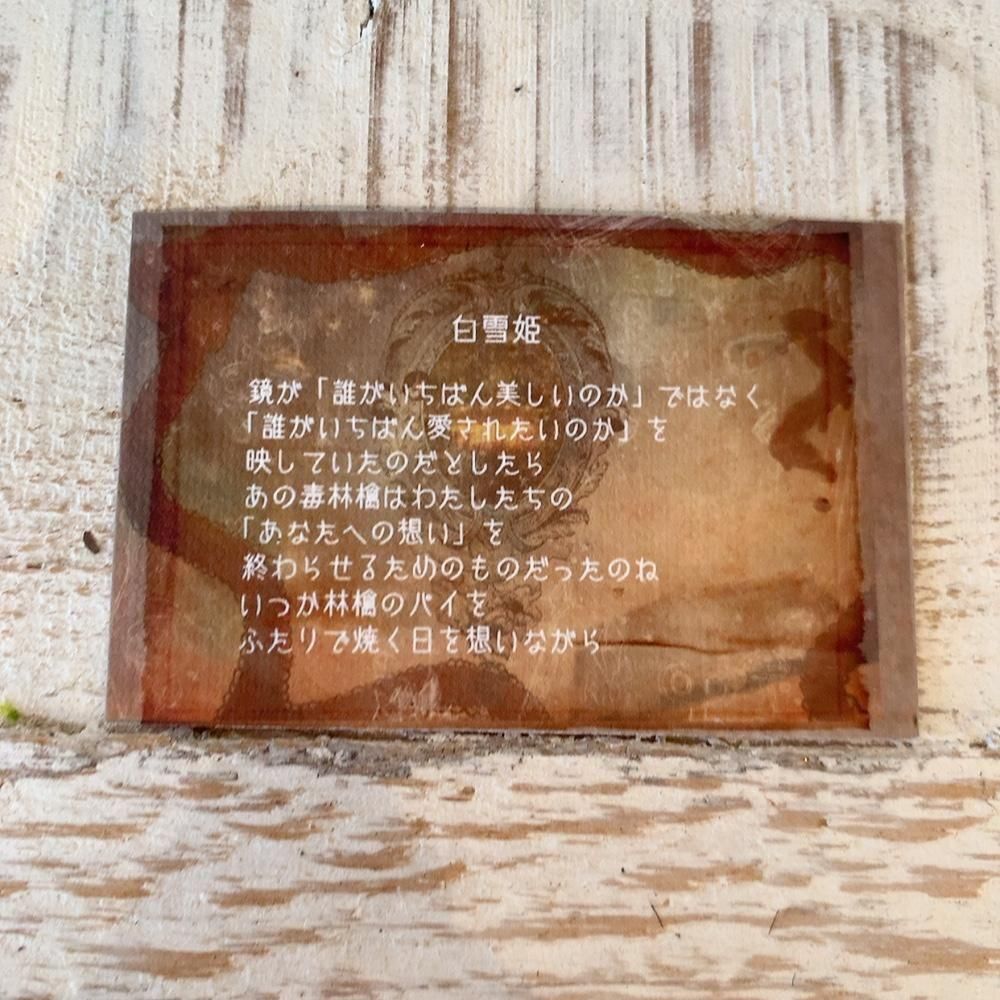 白雪姫
鏡が「誰がいちばん美しいのか」ではなく
「誰がいちばん愛されたいのか」を
映していたのだとしたら
あの毒林檎はわたしたちの
「あなたへの想い」を
終わらせるためのものだったのね
いつか林檎のパイを
ふたりで焼く日を想いながら